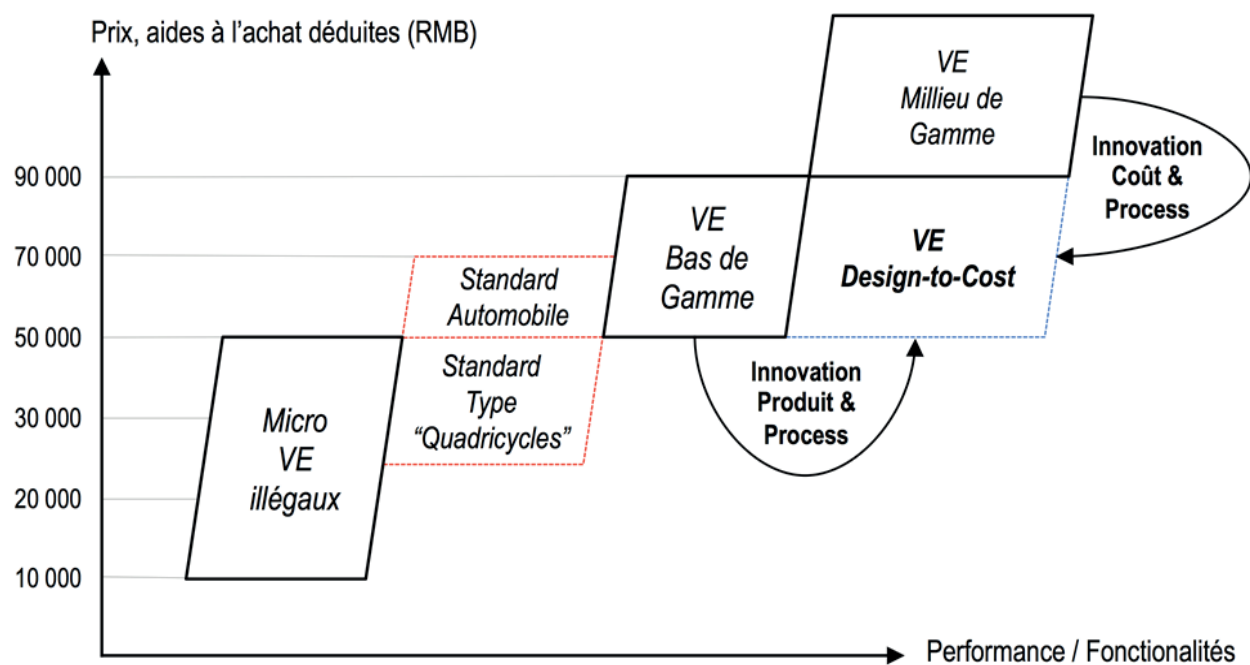 Prix, aides à l’achat déduites (RMB)
VE
Millieu de
Gamme
Innovation
Coût &
Process
90 000
70 000
50 000
30 000
20 000
10 000
VE
Bas de
Gamme
VE
Design-to-Cost
Standard
Automobile
Standard
Type
“Quadricycles”
Micro
VE
illégaux
Innovation
Produit &
Process
Performance / Fonctionalités